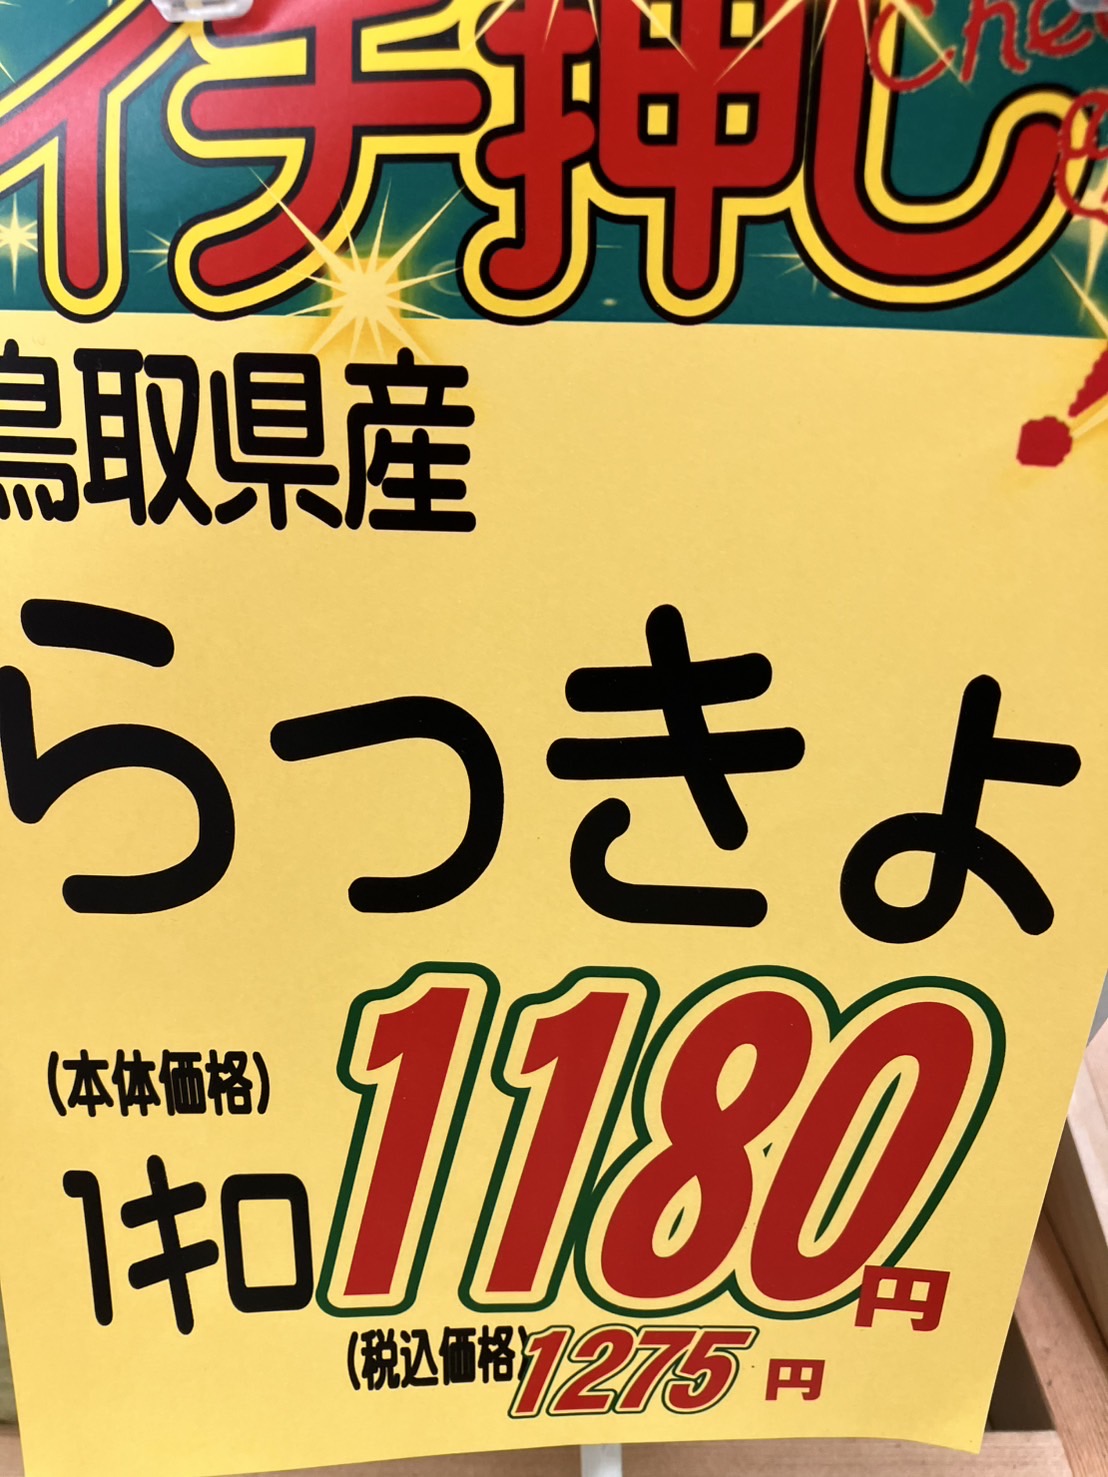 イチ押し
Che
鳥取県産
らっきょ
(本体価格)
1キロ 1180円
(税込価格) 1275円